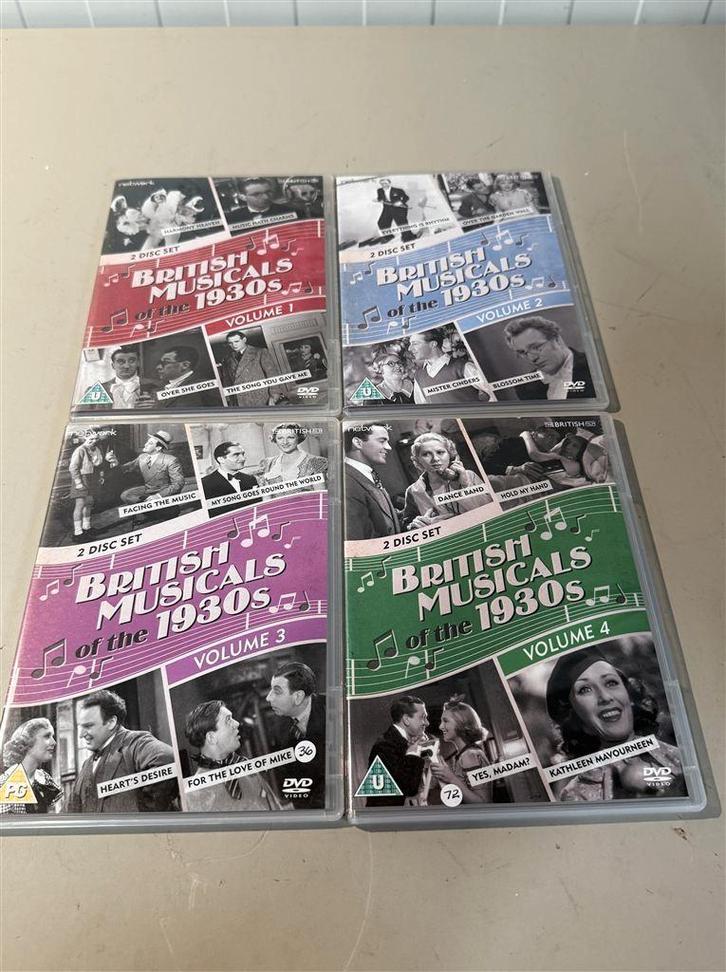 network
HARMONY HEAVEN
MUSIC HATH CHARMS
2 DISC SET
BRITISH
MUSICALS
of the 1930s
VOLUME 1
OVER SHE GOES
THE SONG YOU GAVE ME
U
DVD
VIDEO
network
EVERYTHING IS RHYTHM
OVER THE GARDEN WALL
2 DISC SET
BRITISH
MUSICALS
of the 1930s
VOLUME 2
MISTER CINDERS
BLOSSOM TIME
U
DVD
VIDEO
network
FACING THE MUSIC
MY SONG GOES ROUND THE WORLD
2 DISC SET
BRITISH
MUSICALS
of the 1930s
VOLUME 3
HEART'S DESIRE
FOR THE LOVE OF MIKE
36
PG
DVD
VIDEO
network
BRITISH
DANCE BAND
HOLD MY HAND
2 DISC SET
BRITISH
MUSICALS
of the 1930s
VOLUME 4
YES, MADAM?
KATHLEEN MAVOURNEEN
U
72
DVD
VIDEO